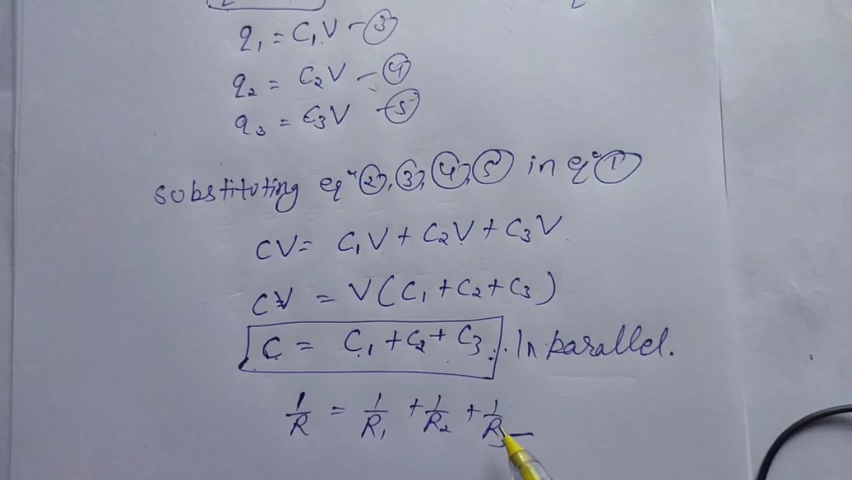 q₁ = C₁V – ③
q₂ = C₂V – ④
q₃ = C₃V – ⑤
substituting eqⁿ ②, ③, ④, ⑤ in eqⁿ ①
CV = C₁V + C₂V + C₃V
CV = V(C₁ + C₂ + C₃)
C = C₁ + C₂ + C₃. In parallel.
1/R = 1/R₁ + 1/R₂ + 1/R₃ –